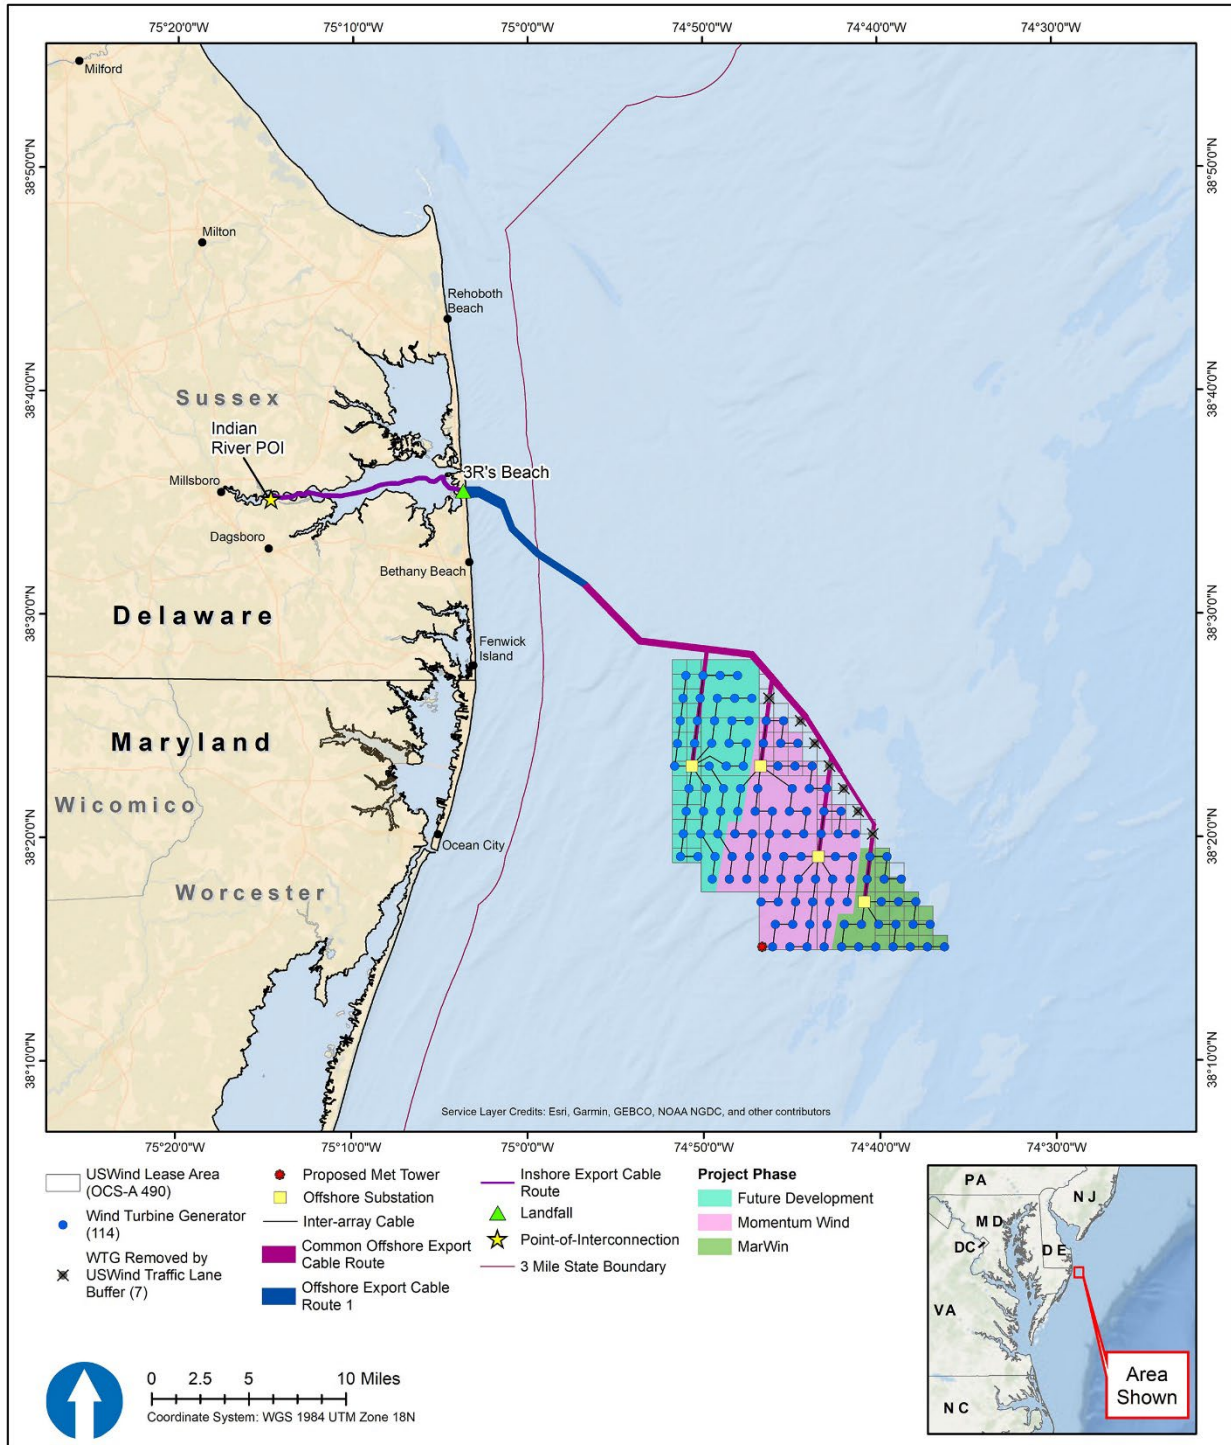 75°20'0"W
75°10'0"W
75°0'0"W
74°50'0"W
74°40'0"W
74°30'0"W
Milford
38°50'0"N
38°50'0"N
Milton
Rehoboth
Beach
38°40'0"N
38°40'0"N
Sussex
Indian
River POI
3R's Beach
Millsboro
Dagsboro
Bethany Beach
38°30'0"N
38°30'0"N
Delaware
Fenwick
Island
Maryland
Wicomico
38°20'0"N
38°20'0"N
Ocean City
Worcester
38°10'0"N
38°10'0"N
Service Layer Credits: Esri, Garmin, GEBCO, NOAA NGDC, and other contributors
75°20'0"W
75°10'0"W
75°0'0"W
74°50'0"W
74°40'0"W
74°30'0"W
USWind Lease Area
(OCS-A 490)
Wind Turbine Generator
(114)
WTG Removed by
USWind Traffic Lane
Buffer (7)
Proposed Met Tower
Offshore Substation
Inter-array Cable
Common Offshore Export
Cable Route
Offshore Export Cable
Route 1
Inshore Export Cable
Route
Landfall
Point-of-Interconnection
3 Mile State Boundary
Project Phase
Future Development
Momentum Wind
MarWin
PA
NJ
MD
DC
DE
VA
NC
Area
Shown
0 2.5 5 10 Miles
Coordinate System: WGS 1984 UTM Zone 18N